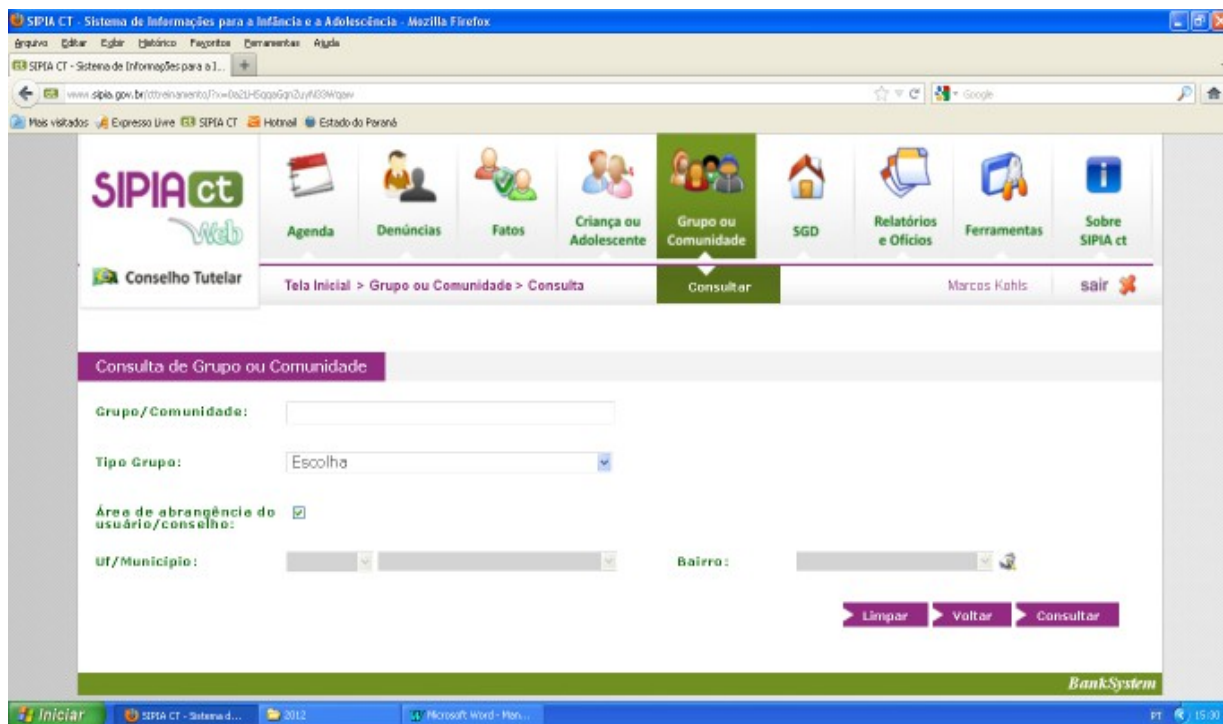 SIPIA CT - Sistema de Informações para a Infância e a Adolescência - Mozilla Firefox
Arquivo Editar Exibir Histórico Favoritos Ferramentas Ajuda
SIPIA CT - Sistema de Informações para a I... +
Google
Mais visitados Expresso Livre SIPIA CT Hotmail Estado do Paraná
SIPIA ct Web
Agenda
Denúncias
Fatos
Criança ou Adolescente
Grupo ou Comunidade
SGD
Relatórios e Ofícios
Ferramentas
Sobre SIPIA ct
Conselho Tutelar
Tela Inicial > Grupo ou Comunidade > Consulta
Consultar
Marcos Kohls
sair
Consulta de Grupo ou Comunidade
Grupo/Comunidade:
Tipo Grupo: Escolha
Área de abrangência do
usuário/conselho:
Uf/Município: Bairro:
Limpar Voltar Consultar
BankSystem
Iniciar SIPIA CT - Sistema d... 2012 Microsoft Word - Man... PT 15:30